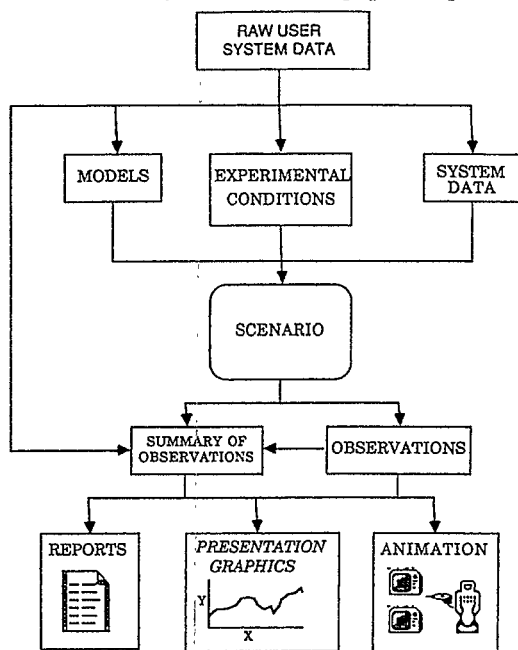 RAW USER
SYSTEM DATA
MODELS
EXPERIMENTAL
CONDITIONS
SYSTEM
DATA
SCENARIO
SUMMARY OF
OBSERVATIONS
OBSERVATIONS
REPORTS
PRESENTATION
GRAPHICS
Y
X
ANIMATION